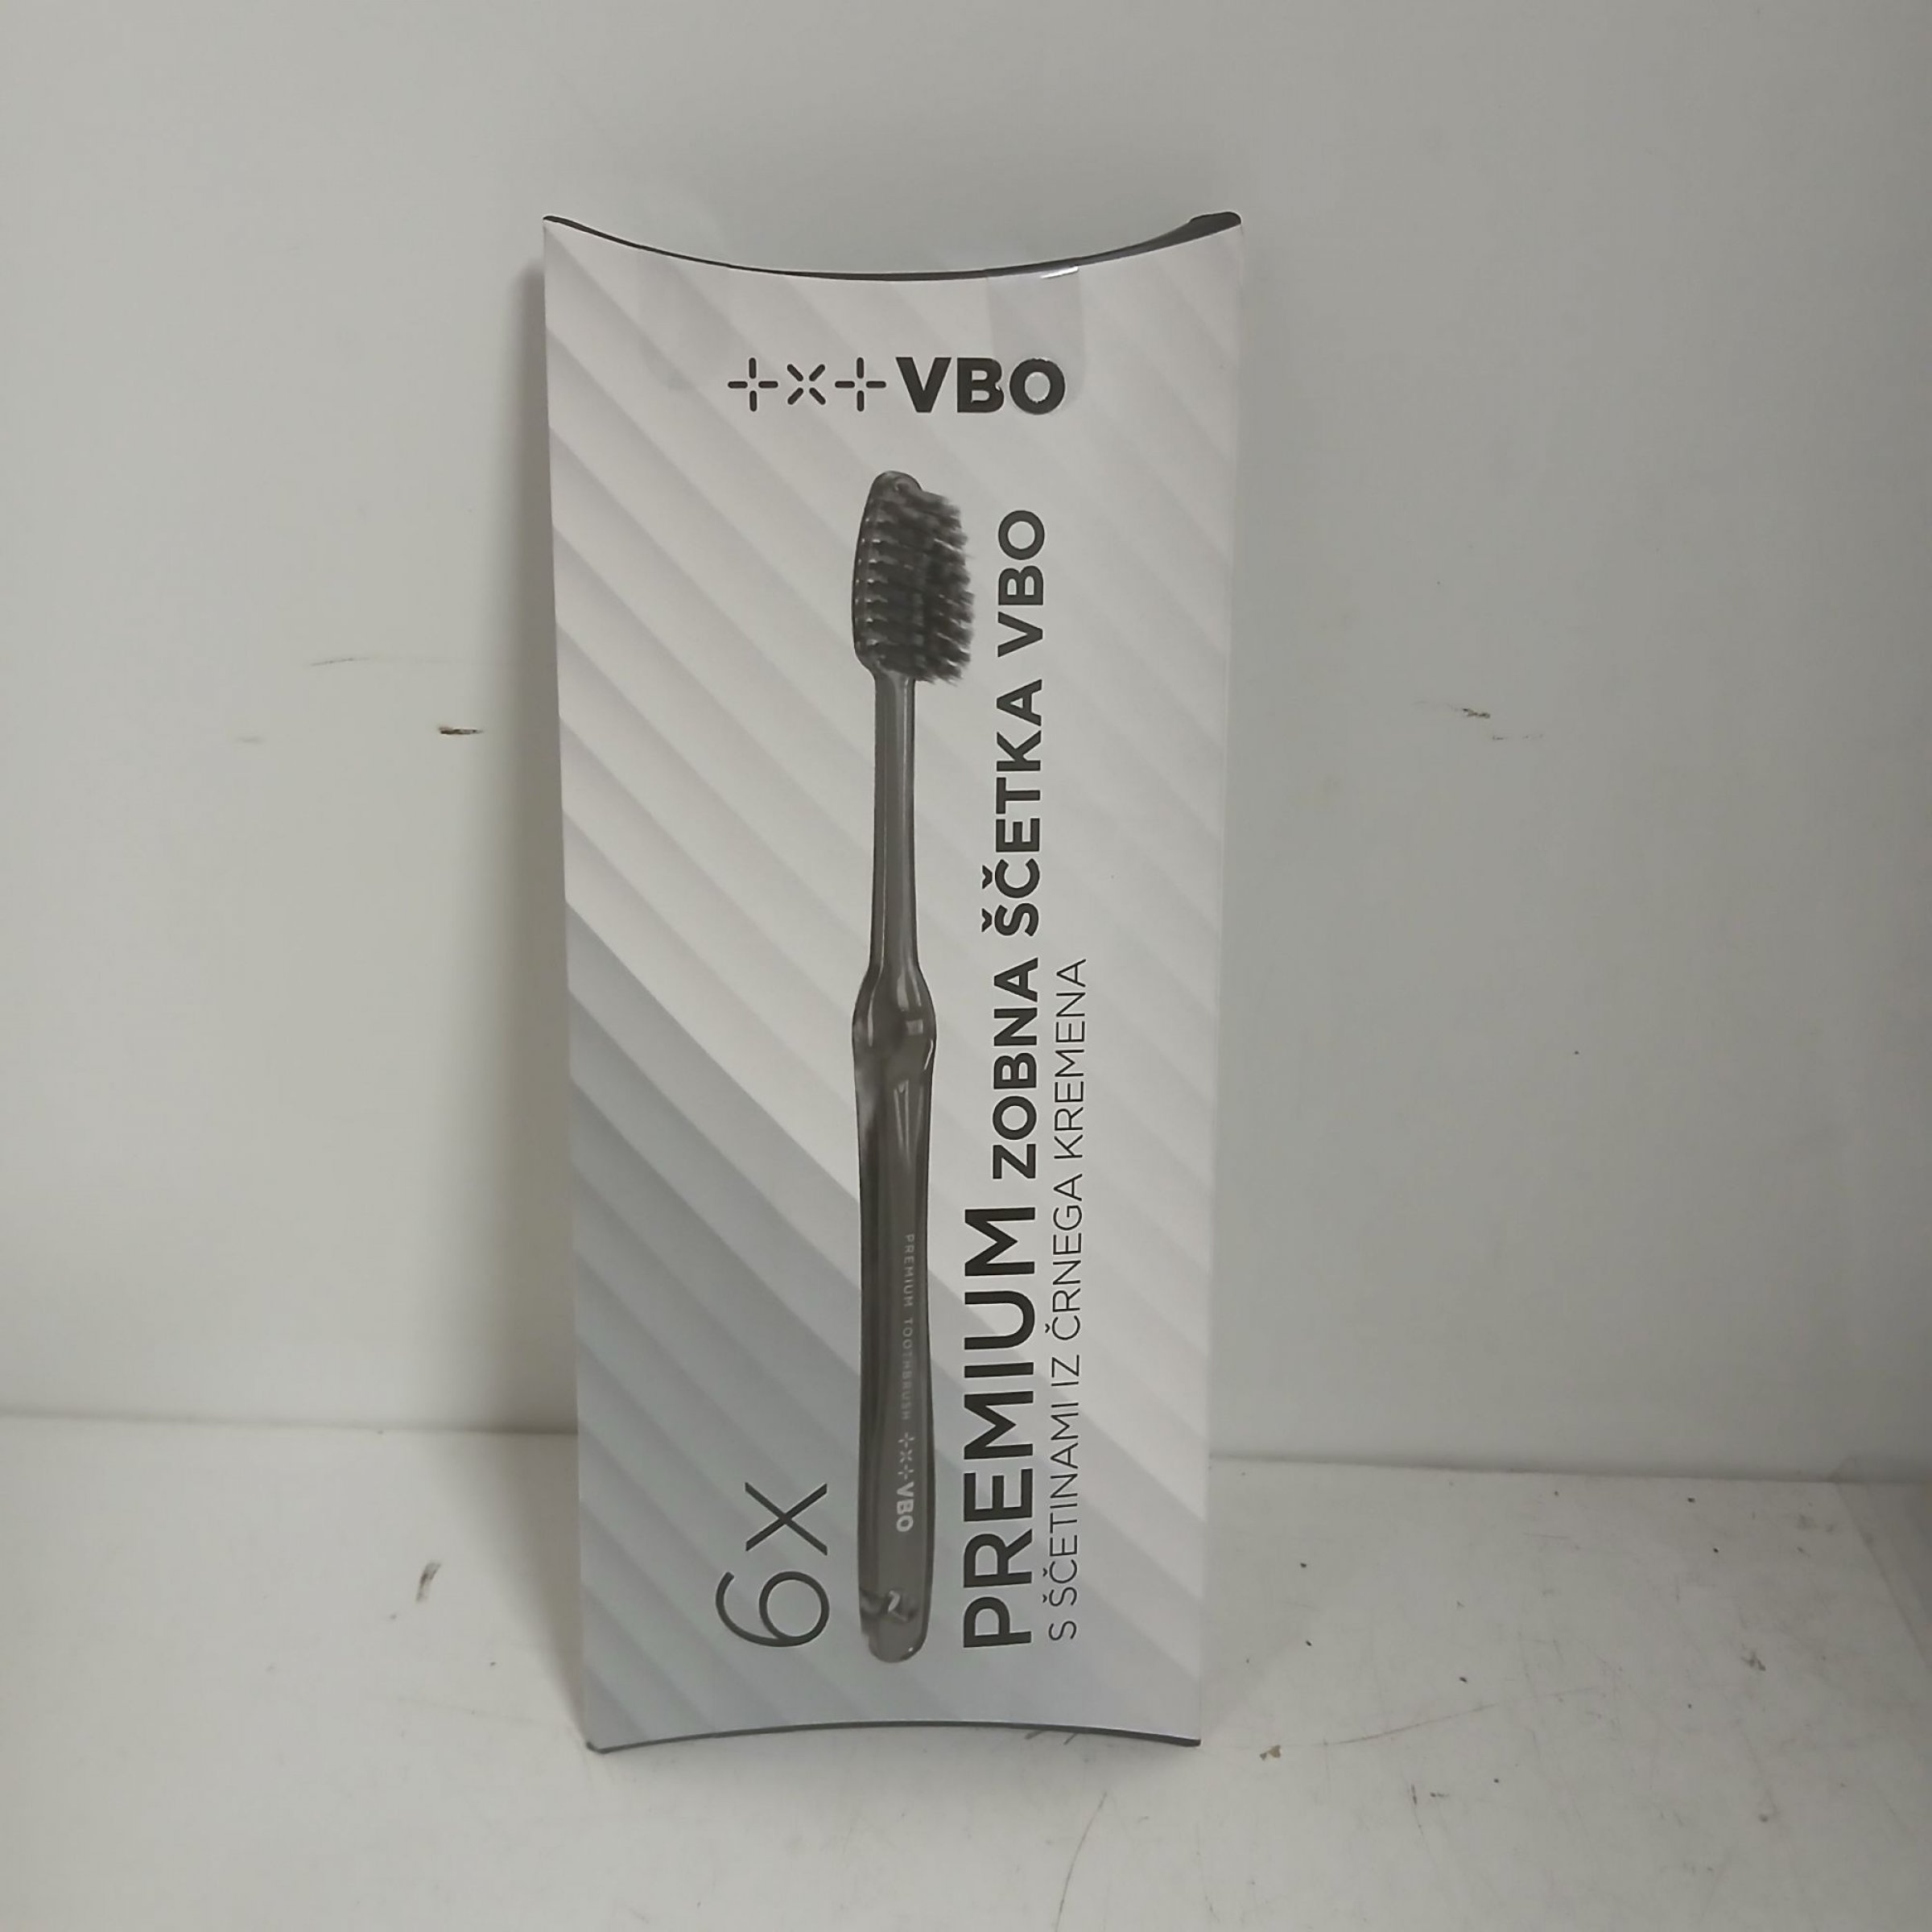 +×+ VBO
6x
PREMIUM TOOTHBRUSH +×+ VBO
PREMIUM ZOBNA ŠČETKA VBO
S ŠČETINAMI IZ ČRNEGA KREMENA